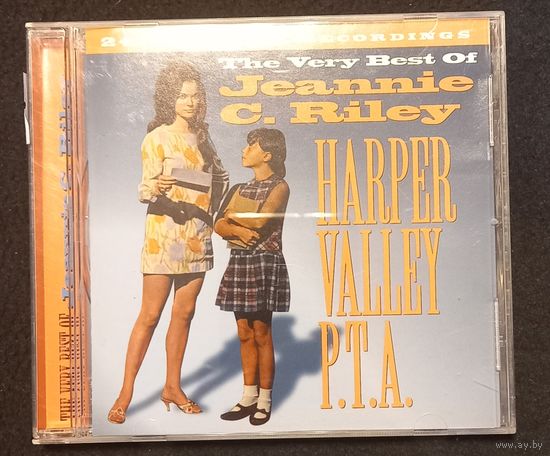 RECORDINGS
The Very Best Of
Jeannie
C. Riley
HARPER
VALLEY
P.T.A.
THE VERY BEST OF Jeannie C. Riley
www.ay.by